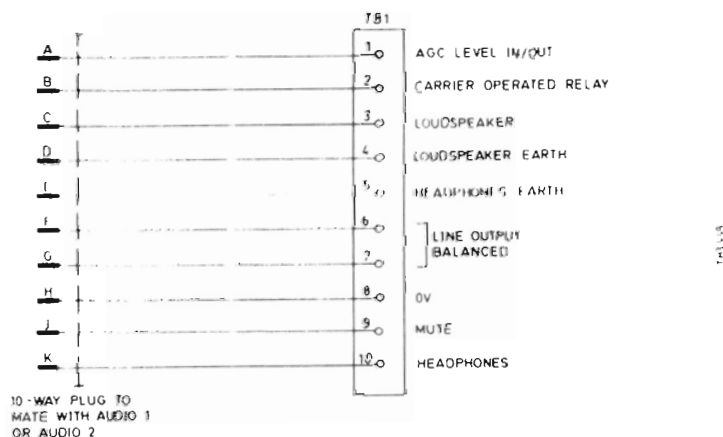 TB1
A 1 AGC LEVEL IN/OUT
B 2 CARRIER OPERATED RELAY
C 3 LOUDSPEAKER
D 4 LOUDSPEAKER EARTH
5 HEADPHONES EARTH
F 6 LINE OUTPUT
BALANCED
G 7
H 8 0V
J 9 MUTE
K 10 HEADPHONES
10-WAY PLUG TO
MATE WITH AUDIO 1
OR AUDIO 2